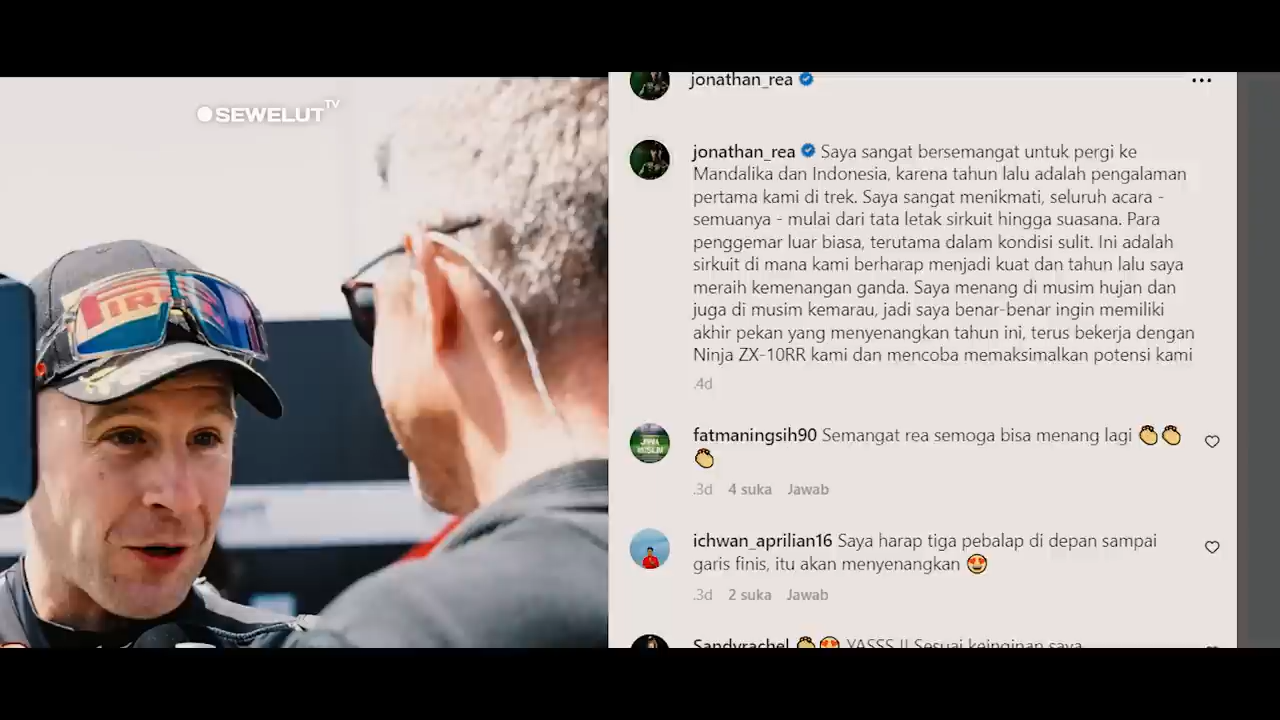 SEWELUT TV
PIRE
jonathan_rea
jonathan_rea Saya sangat bersemangat untuk pergi ke
Mandalika dan Indonesia, karena tahun lalu adalah pengalaman
pertama kami di trek. Saya sangat menikmati, seluruh acara -
semuanya - mulai dari tata letak sirkuit hingga suasana. Para
penggemar luar biasa, terutama dalam kondisi sulit. Ini adalah
sirkuit di mana kami berharap menjadi kuat dan tahun lalu saya
meraih kemenangan ganda. Saya menang di musim hujan dan
juga di musim kemarau, jadi saya benar-benar ingin memiliki
akhir pekan yang menyenangkan tahun ini, terus bekerja dengan
Ninja ZX-10RR kami dan mencoba memaksimalkan potensi kami
.4d
fatmaningsih90 Semangat rea semoga bisa menang lagi 👏👏
👏
.3d 4 suka Jawab
ichwan_aprilian16 Saya harap tiga pebalap di depan sampai
garis finis, itu akan menyenangkan 😍
.3d 2 suka Jawab
Sandyrachel 👏😍 YASSS !! Sesuai keinginan saya